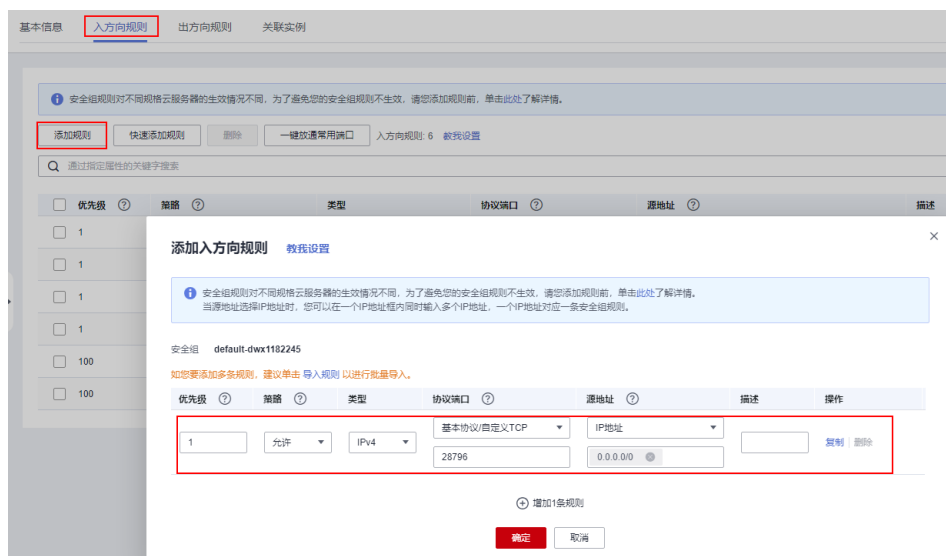 基本信息 入方向规则 出方向规则 关联实例
安全组规则对不同规格云服务器的生效情况不同，为了避免您的安全组规则不生效，请您添加规则前，单击此处了解详情。
添加规则 快速添加规则 删除 一键放通常用端口 入方向规则: 6 教我设置
通过指定属性的关键字搜索
优先级 策略 类型 协议端口 源地址 描述
1
1
1
1
100
100
添加入方向规则 教我设置
安全组规则对不同规格云服务器的生效情况不同，为了避免您的安全组规则不生效，请您添加规则前，单击此处了解详情。
当源地址选择IP地址时，您可以在一个IP地址框内同时输入多个IP地址，一个IP地址对应一条安全组规则。
安全组 default-dwx1182245
如您要添加多条规则，建议单击 导入规则 以进行批量导入。
优先级 策略 类型 协议端口 源地址 描述 操作
1 允许 IPv4 基本协议/自定义TCP IP地址 复制 删除
28796 0.0.0.0/0
增加1条规则
确定 取消